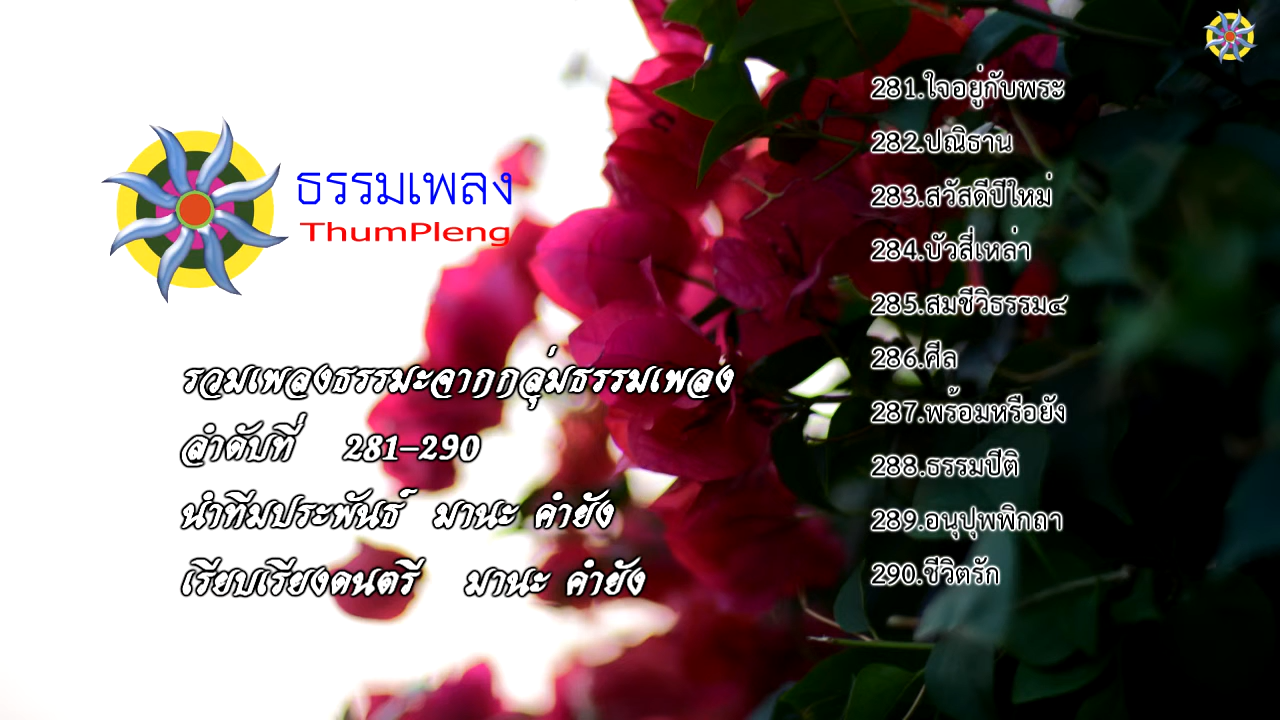 ธรรมเพลง
ThumPleng
รวมเพลงธรรมะจากกลุ่มธรรมเพลง
ลำดับที่ 281-290
นำทีมประพันธ์ มานะ คำยัง
เรียบเรียงดนตรี มานะ คำยัง
281.ใจอยู่กับพระ
282.ปณิธาน
283.สวัสดีปีใหม่
284.บัวสี่เหล่า
285.สมชีวิธรรม๔
286.ศีล
287.พร้อมหรือยัง
288.ธรรมปีติ
289.อนุปุพพิกถา
290.ชีวิตรัก